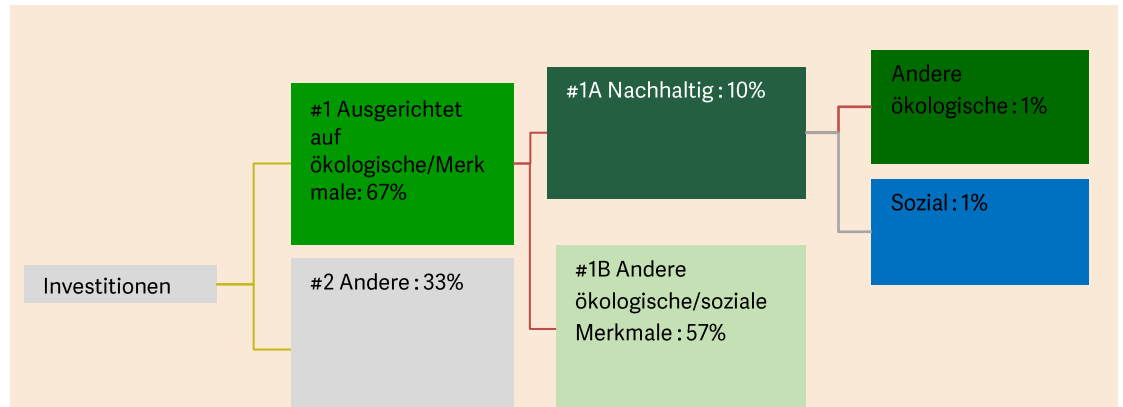 Investitionen
#1 Ausgerichtet
auf
ökologische/Merk
male: 67%
#2 Andere : 33%
#1A Nachhaltig : 10%
#1B Andere
ökologische/soziale
Merkmale : 57%
Andere
ökologische : 1%
Sozial : 1%